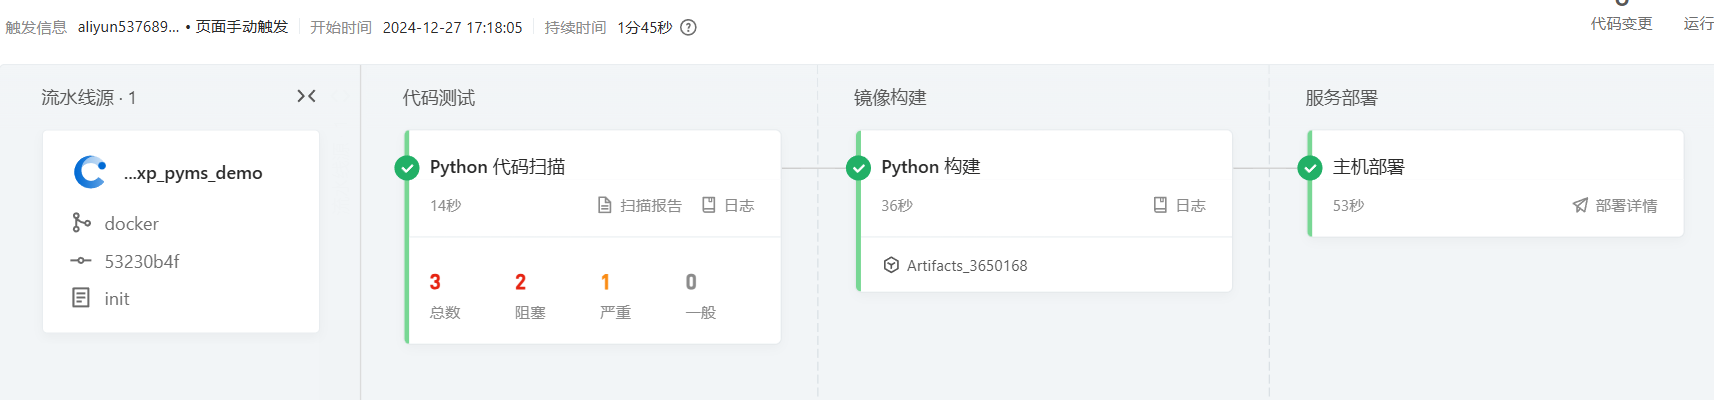 触发信息 aliyun537689... • 页面手动触发 开始时间 2024-12-27 17:18:05 持续时间 1分45秒 ?
代码变更 运行
流水线源 · 1
...xp_pyms_demo
docker
53230b4f
init
代码测试
Python 代码扫描
14秒 扫描报告 日志
3 2 1 0
总数 阻塞 严重 一般
镜像构建
Python 构建
36秒 日志
Artifacts_3650168
服务部署
主机部署
53秒 部署详情